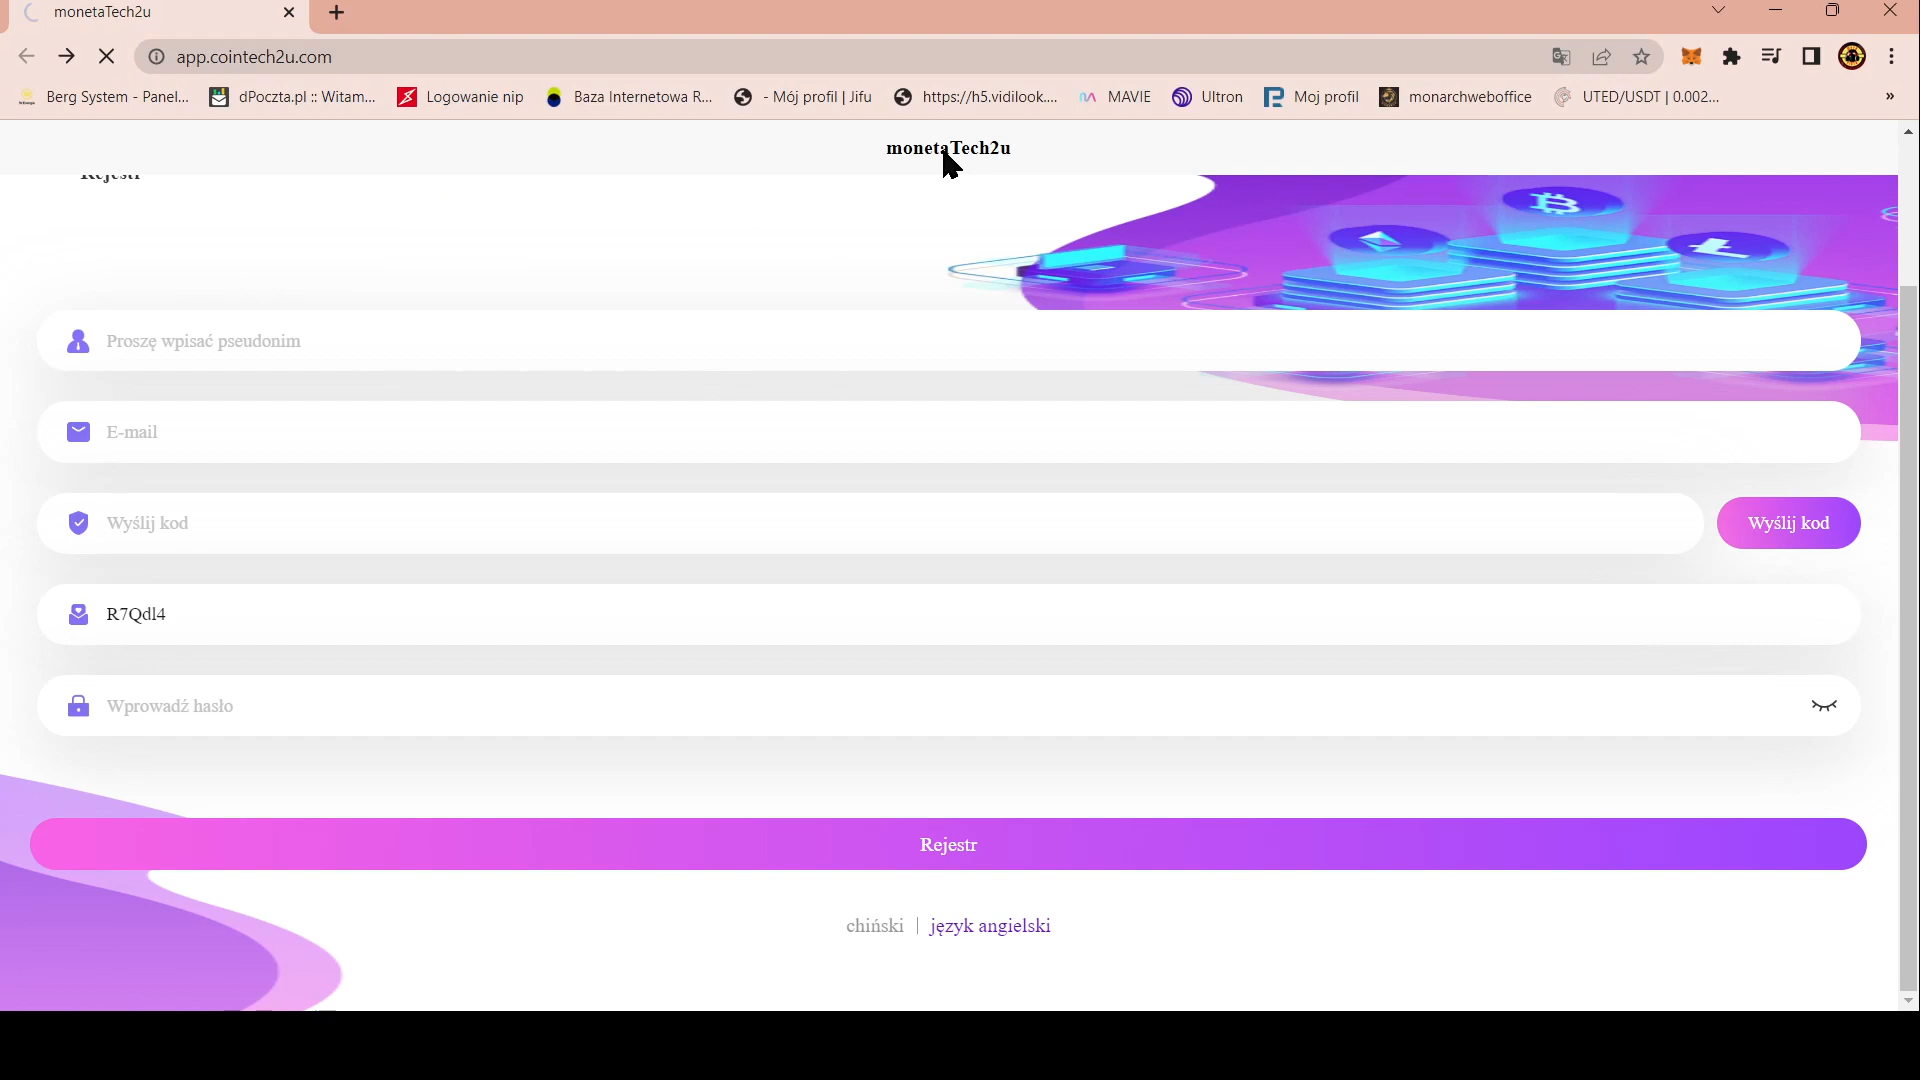 monetaTech2u
app.cointech2u.com
Berg System - Panel...
dPoczta.pl :: Witam...
Logowanie nip
Baza Internetowa R...
- Mój profil | Jifu
https://h5.vidilook....
MAVIE
Ultron
Moj profil
monarchweboffice
UTED/USDT | 0.002...
»
monetaTech2u
Rejestr
Proszę wpisać pseudonim
E-mail
Wyślij kod
Wyślij kod
R7Qdl4
Wprowadź hasło
Rejestr
chiński | język angielski